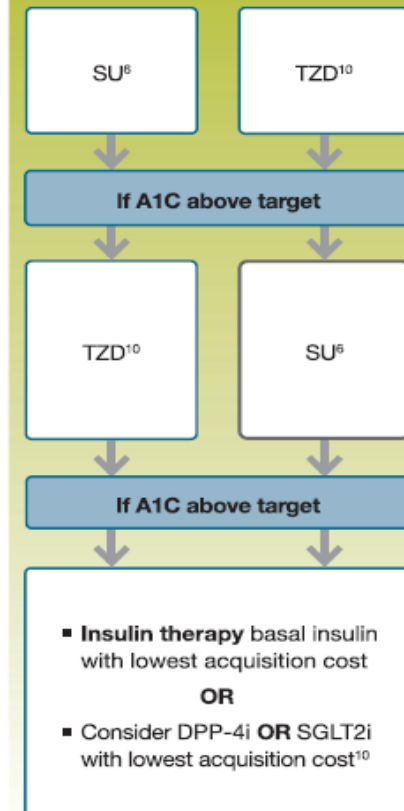 SU⁶
TZD¹⁰
If A1C above target
TZD¹⁰
SU⁶
If A1C above target
▪ Insulin therapy basal insulin
with lowest acquisition cost
OR
▪ Consider DPP-4i OR SGLT2i
with lowest acquisition cost¹⁰